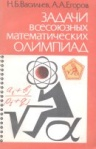 Н.Б.Васильев, А.А.Егоров
ЗАДАЧИ
ВСЕСОЮЗНЫХ
МАТЕМАТИЧЕСКИХ
ОЛИМПИАД